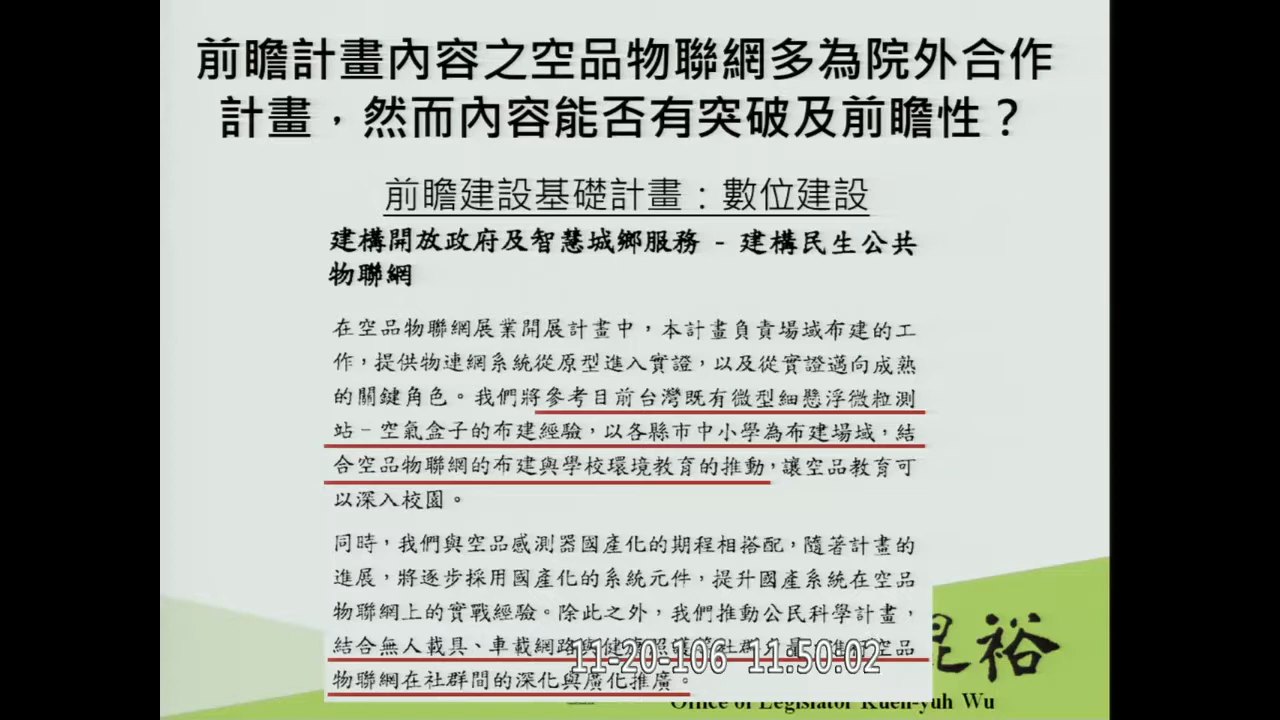 前瞻計畫內容之空品物聯網多為院外合作
計畫，然而內容能否有突破及前瞻性？
前瞻建設基礎計畫：數位建設
建構開放政府及智慧城鄉服務 - 建構民生公共
物聯網
在空品物聯網展業開展計畫中，本計畫負責場域布建的工
作，提供物連網系統從原型進入實證，以及從實證邁向成熟
的關鍵角色。我們將參考目前台灣既有微型細懸浮微粒測
站－空氣盒子的布建經驗，以各縣市中小學為布建場域，結
合空品物聯網的布建與學校環境教育的推動，讓空品教育可
以深入校園。
同時，我們與空品感測器國產化的期程相搭配，隨著計畫的
進展，將逐步採用國產化的系統元件，提升國產系統在空品
物聯網上的實戰經驗。除此之外，我們推動公民科學計畫，
結合無人載具、車載網路 空品
11-20-106 11.50.02
物聯網在社群間的深化與廣化推廣。
昆裕
Office of Legislator Kuen-yuh Wu